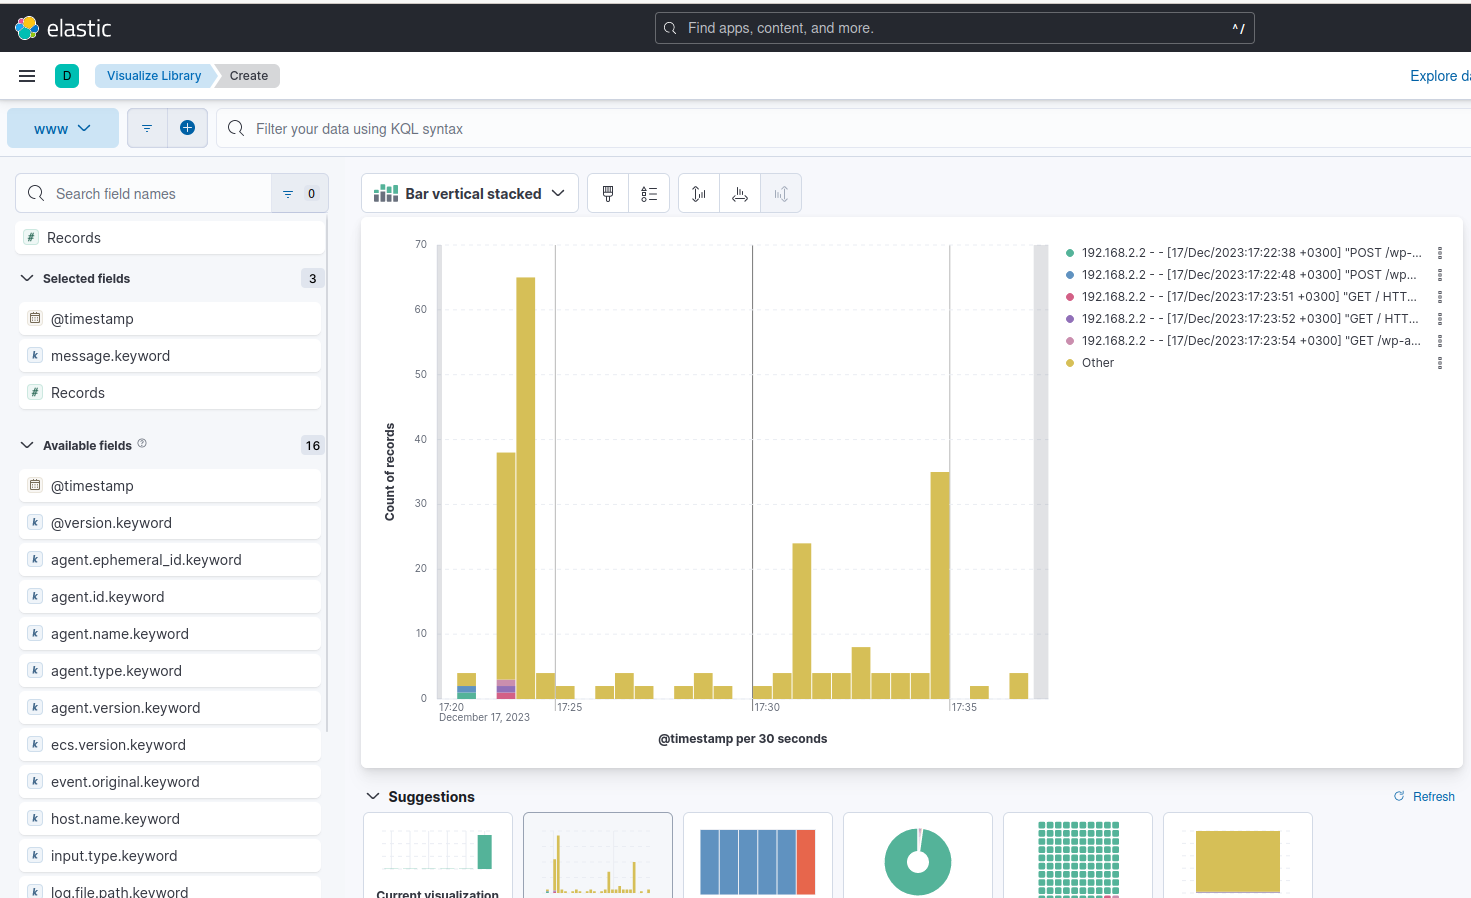 elastic
Find apps, content, and more.
^/
D
Visualize Library
Create
Explore da
www
Filter your data using KQL syntax
Search field names
0
# Records
Selected fields
3
@timestamp
k message.keyword
# Records
Available fields
16
@timestamp
k @version.keyword
k agent.ephemeral_id.keyword
k agent.id.keyword
k agent.name.keyword
k agent.type.keyword
k agent.version.keyword
k ecs.version.keyword
k event.original.keyword
k host.name.keyword
k input.type.keyword
k log.file.path.keyword
Bar vertical stacked
70
60
50
40
30
20
10
0
Count of records
17:20
December 17, 2023
17:25
17:30
17:35
@timestamp per 30 seconds
192.168.2.2 - - [17/Dec/2023:17:22:38 +0300] "POST /wp-...
192.168.2.2 - - [17/Dec/2023:17:22:48 +0300] "POST /wp...
192.168.2.2 - - [17/Dec/2023:17:23:51 +0300] "GET / HTT...
192.168.2.2 - - [17/Dec/2023:17:23:52 +0300] "GET / HTT...
192.168.2.2 - - [17/Dec/2023:17:23:54 +0300] "GET /wp-a...
Other
Suggestions
Refresh
Current visualization